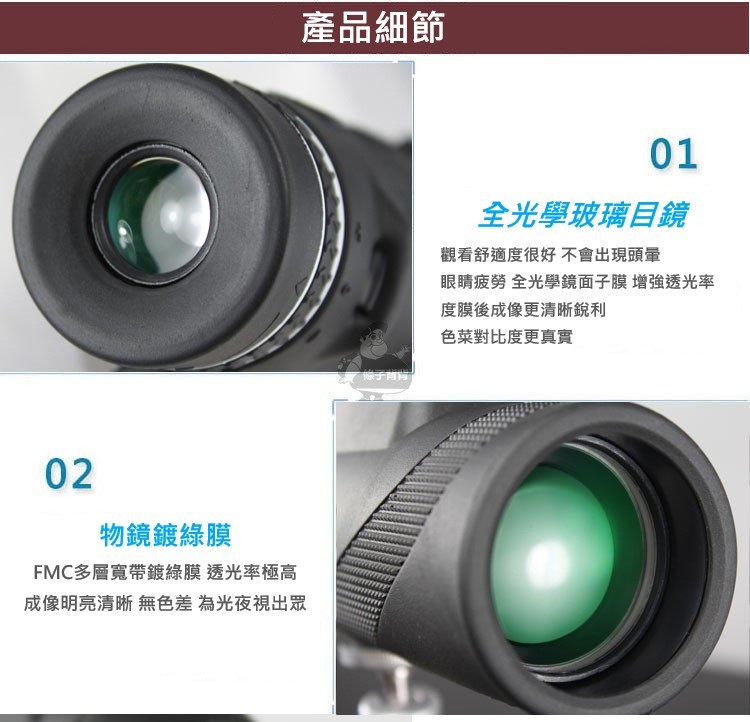 產品細節
01
全光學玻璃目鏡
觀看舒適度很好 不會出現頭暈
眼睛疲勞 全光學鏡面子膜 增強透光率
度膜後成像更清晰銳利
色菜對比度更真實
條子背背
02
物鏡鍍綠膜
FMC多層寬帶鍍綠膜 透光率極高
成像明亮清晰 無色差 為光夜視出眾